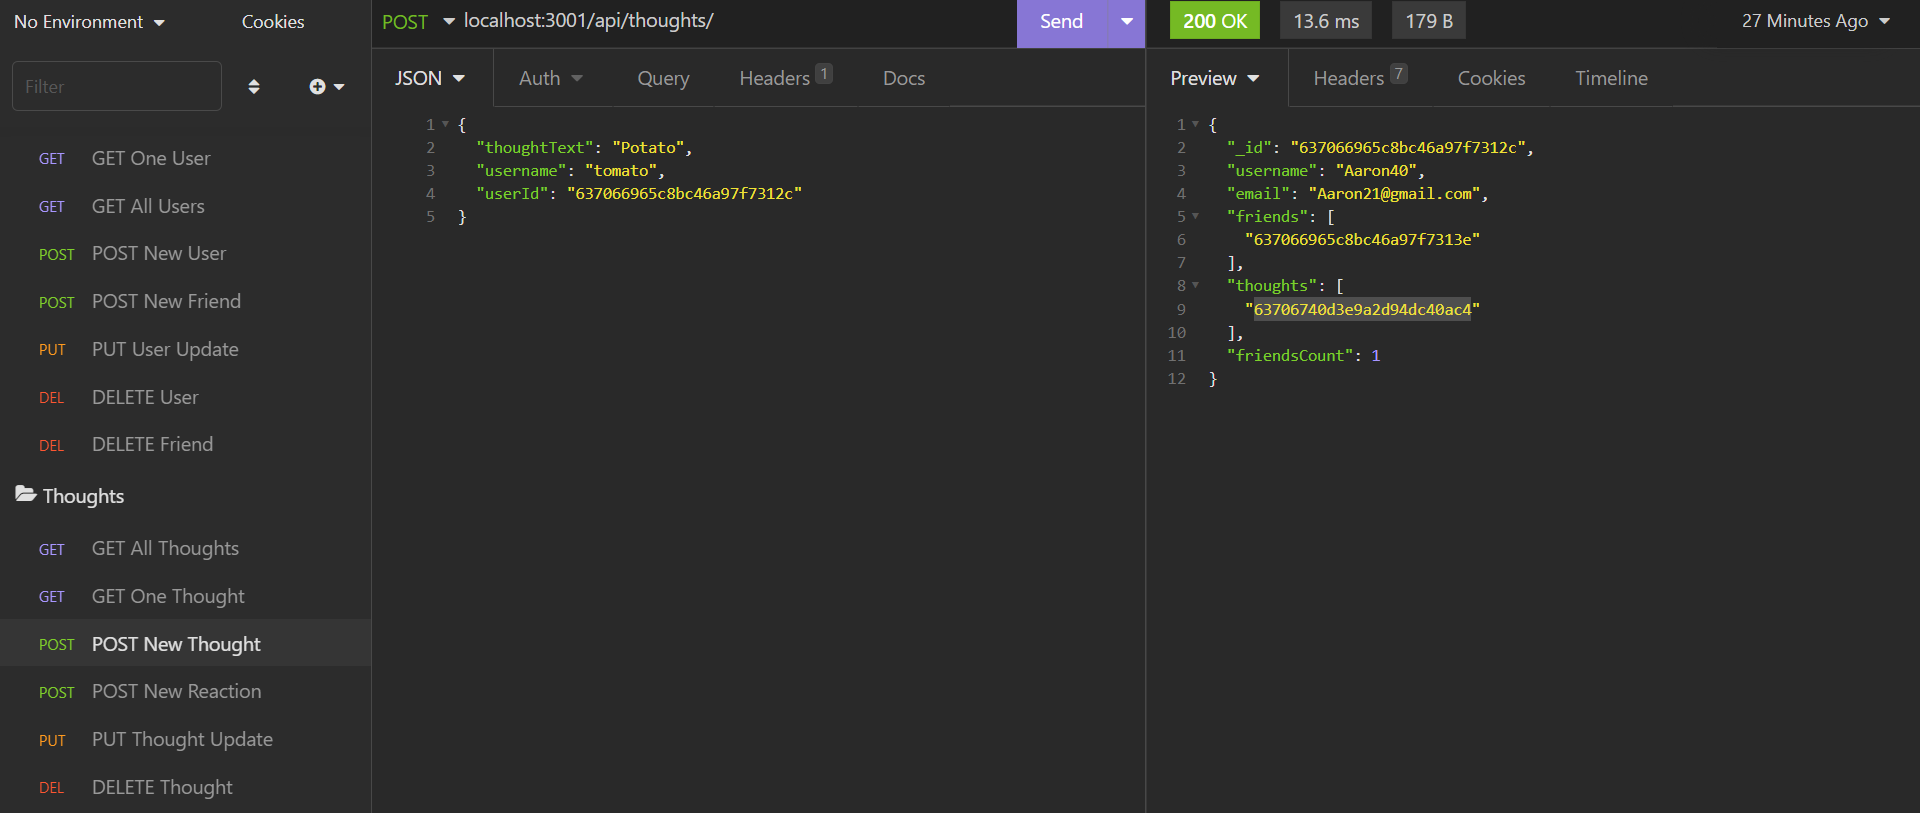 No Environment
Cookies
Filter
GET GET One User
GET GET All Users
POST POST New User
POST POST New Friend
PUT PUT User Update
DEL DELETE User
DEL DELETE Friend
Thoughts
GET GET All Thoughts
GET GET One Thought
POST POST New Thought
POST POST New Reaction
PUT PUT Thought Update
DEL DELETE Thought
POST localhost:3001/api/thoughts/ Send
JSON Auth Query Headers 1 Docs
1 {
2 "thoughtText": "Potato",
3 "username": "tomato",
4 "userId": "637066965c8bc46a97f7312c"
5 }
200 OK 13.6 ms 179 B 27 Minutes Ago
Preview Headers 7 Cookies Timeline
1 {
2 "_id": "637066965c8bc46a97f7312c",
3 "username": "Aaron40",
4 "email": "Aaron21@gmail.com",
5 "friends": [
6 "637066965c8bc46a97f7313e"
7 ],
8 "thoughts": [
9 "63706740d3e9a2d94dc40ac4"
10 ],
11 "friendsCount": 1
12 }